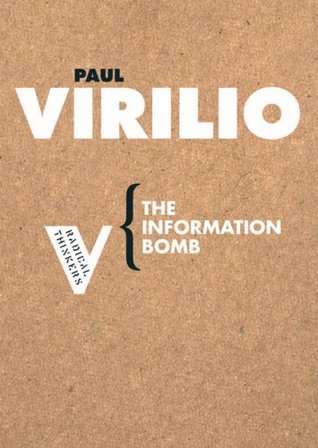 PAUL
VIRILIO
THE
INFORMATION
BOMB
RADICAL
THINKERS
V